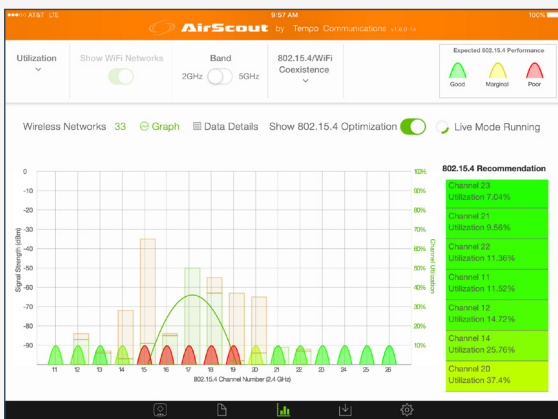 AT&T LTE
9:57 AM
100%
AirScout by Tempo Communications v1.6.0.14
Utilization
Show WiFi Networks
Band
2GHz
5GHz
802.15.4/WiFi
Coexistence
Expected 802.15.4 Performance
Good
Marginal
Poor
Wireless Networks 33
Graph
Data Details
Show 802.15.4 Optimization
Live Mode Running
Signal Strength (dBm)
0
-10
-20
-30
-40
-50
-60
-70
-80
-90
100%
90%
80%
70%
60%
50%
40%
30%
20%
10%
Channel Utilization
11 12 13 14 15 16 17 18 19 20 21 22 23 24 25 26
802.15.4 Channel Number (2.4 GHz)
802.15.4 Recommendation
Channel 23
Utilization 7.04%
Channel 21
Utilization 9.56%
Channel 22
Utilization 11.36%
Channel 11
Utilization 11.52%
Channel 12
Utilization 14.72%
Channel 14
Utilization 25.76%
Channel 20
Utilization 37.4%